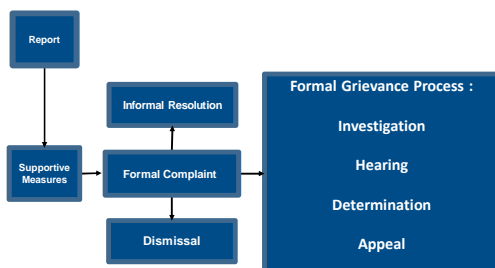 Report
Supportive
Measures
Informal Resolution
Formal Complaint
Dismissal
Formal Grievance Process :
Investigation
Hearing
Determination
Appeal